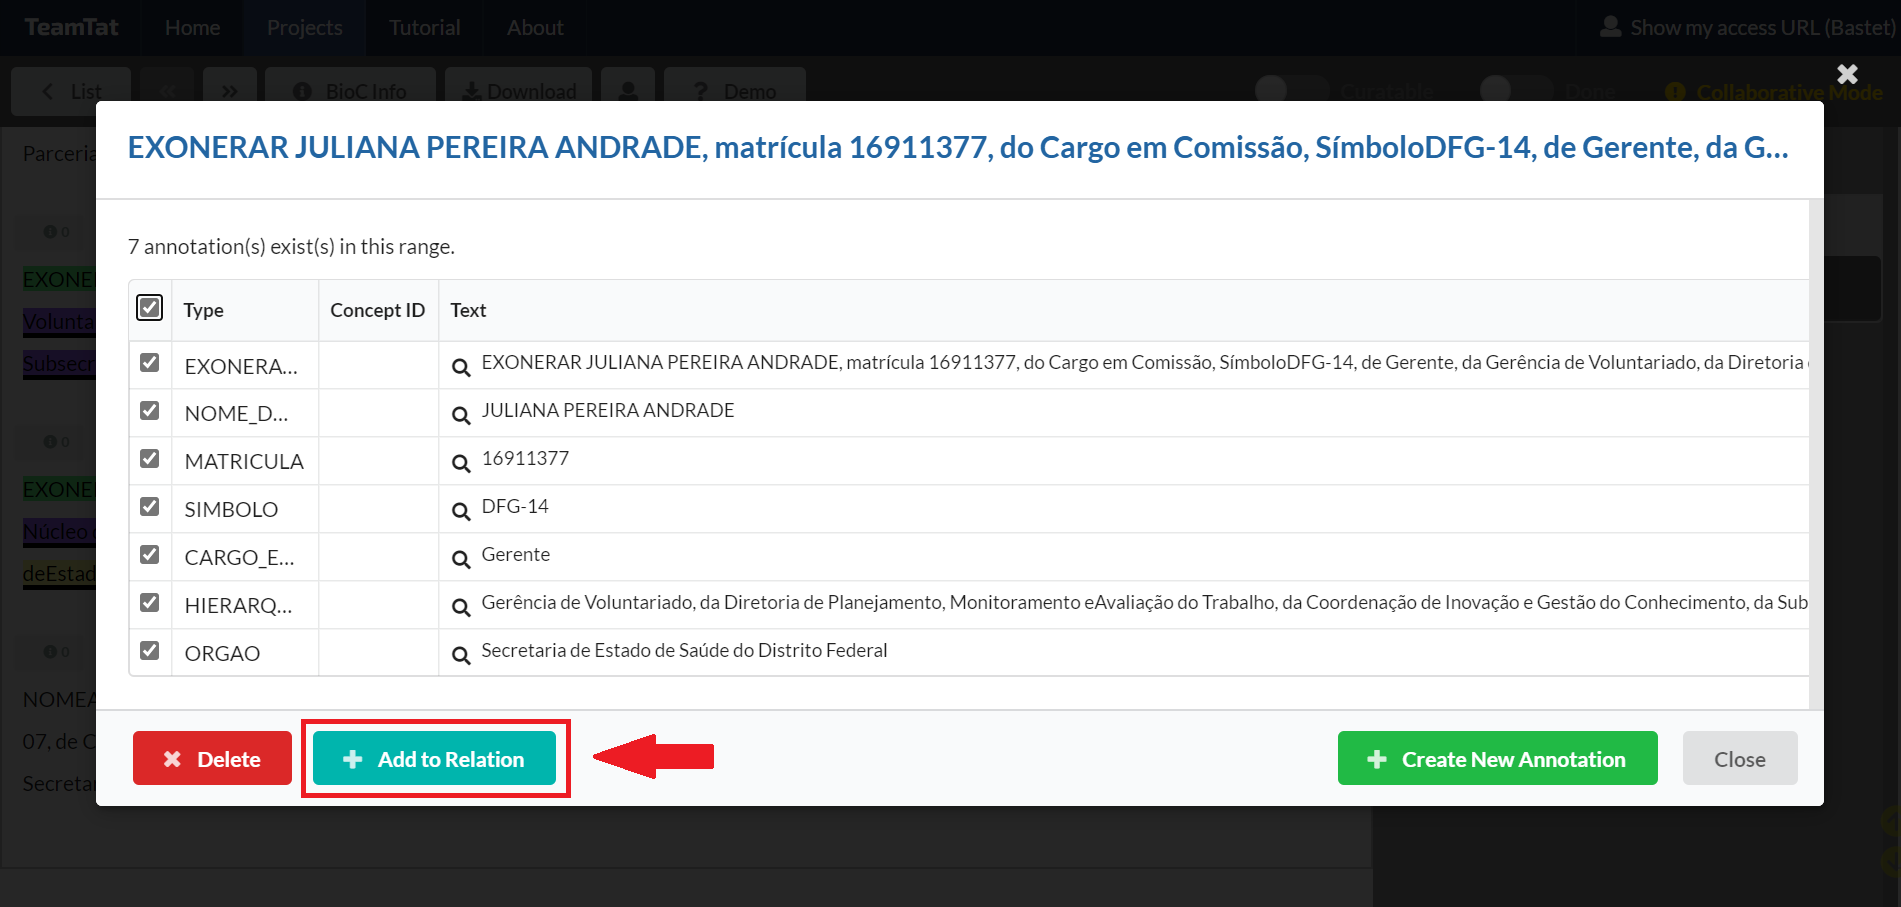 TeamTat Home Projects Tutorial About Show my access URL (Bastet)
List BioC Info Download Demo Curatable Done Collaborative Mode
Parceria
EXONERAR JULIANA PEREIRA ANDRADE, matrícula 16911377, do Cargo em Comissão, SímboloDFG-14, de Gerente, da G...
7 annotation(s) exist(s) in this range.
Type Concept ID Text
EXONERA... EXONERAR JULIANA PEREIRA ANDRADE, matrícula 16911377, do Cargo em Comissão, SímboloDFG-14, de Gerente, da Gerência de Voluntariado, da Diretoria
NOME_D... JULIANA PEREIRA ANDRADE
MATRICULA 16911377
SIMBOLO DFG-14
CARGO_E... Gerente
HIERARQ... Gerência de Voluntariado, da Diretoria de Planejamento, Monitoramento eAvaliação do Trabalho, da Coordenação de Inovação e Gestão do Conhecimento, da Sub
ORGAO Secretaria de Estado de Saúde do Distrito Federal
Delete Add to Relation Create New Annotation Close
0
EXONE
Volunta
Subsecr
0
EXONE
Núcleo
deEstad
0
NOMEA
07, de C
Secretar